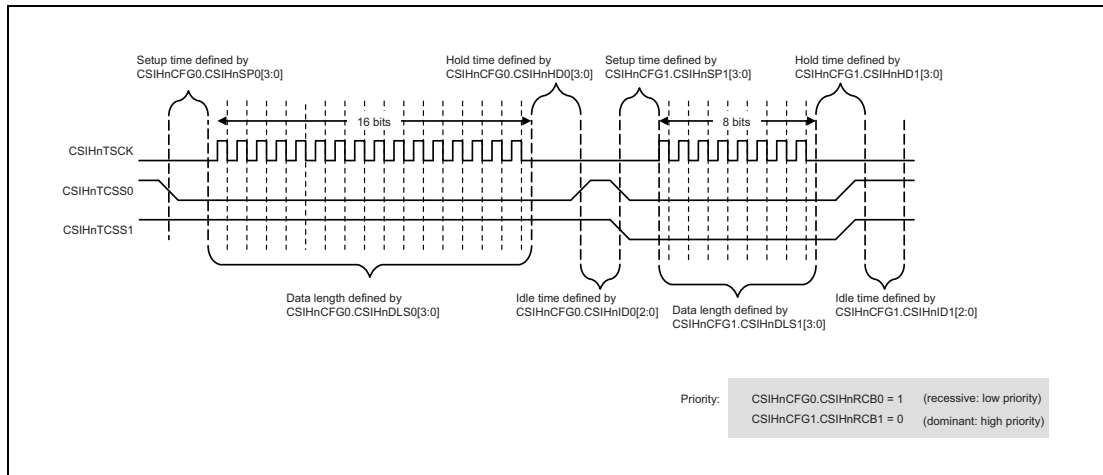 Setup time defined by
CSIHnCFG0.CSIHnSP0[3:0]
Hold time defined by
CSIHnCFG0.CSIHnHD0[3:0]
Setup time defined by
CSIHnCFG1.CSIHnSP1[3:0]
Hold time defined by
CSIHnCFG1.CSIHnHD1[3:0]
16 bits
8 bits
CSIHnTSCK
CSIHnTCSS0
CSIHnTCSS1
Data length defined by
CSIHnCFG0.CSIHnDLS0[3:0]
Idle time defined by
CSIHnCFG0.CSIHnID0[2:0]
Data length defined by
CSIHnCFG1.CSIHnDLS1[3:0]
Idle time defined by
CSIHnCFG1.CSIHnID1[2:0]
Priority:
CSIHnCFG0.CSIHnRCB0 = 1 (recessive: low priority)
CSIHnCFG1.CSIHnRCB1 = 0 (dominant: high priority)